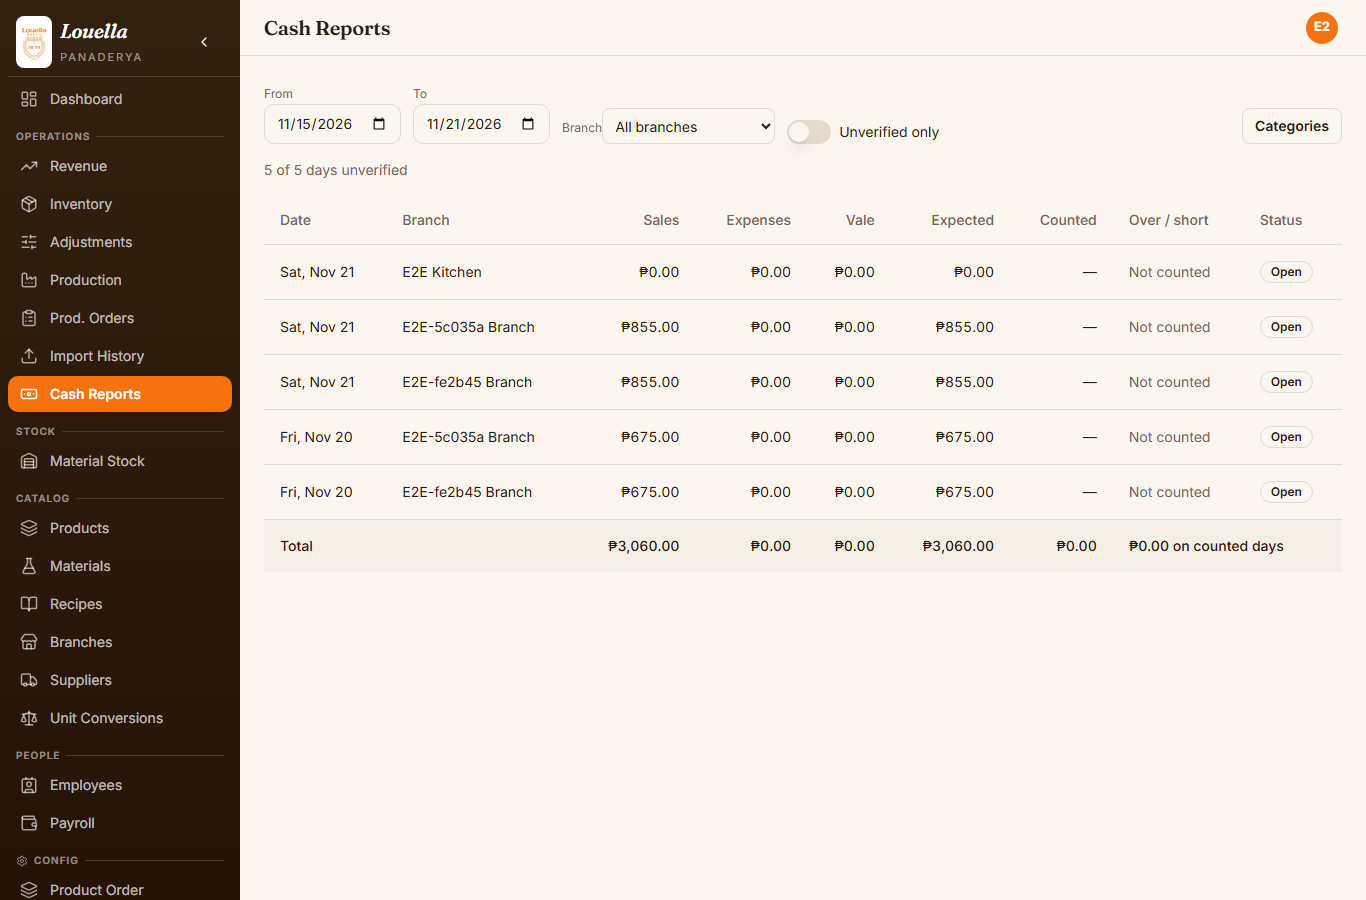 Louella
PANADERYA
Dashboard
OPERATIONS
Revenue
Inventory
Adjustments
Production
Prod. Orders
Import History
Cash Reports
STOCK
Material Stock
CATALOG
Products
Materials
Recipes
Branches
Suppliers
Unit Conversions
PEOPLE
Employees
Payroll
CONFIG
Product Order
Cash Reports
E2
From To
11/15/2026 11/21/2026 Branch All branches Unverified only Categories
5 of 5 days unverified
Date Branch Sales Expenses Vale Expected Counted Over / short Status
Sat, Nov 21 E2E Kitchen ₱0.00 ₱0.00 ₱0.00 ₱0.00 — Not counted Open
Sat, Nov 21 E2E-5c035a Branch ₱855.00 ₱0.00 ₱0.00 ₱855.00 — Not counted Open
Sat, Nov 21 E2E-fe2b45 Branch ₱855.00 ₱0.00 ₱0.00 ₱855.00 — Not counted Open
Fri, Nov 20 E2E-5c035a Branch ₱675.00 ₱0.00 ₱0.00 ₱675.00 — Not counted Open
Fri, Nov 20 E2E-fe2b45 Branch ₱675.00 ₱0.00 ₱0.00 ₱675.00 — Not counted Open
Total ₱3,060.00 ₱0.00 ₱0.00 ₱3,060.00 ₱0.00 ₱0.00 on counted days